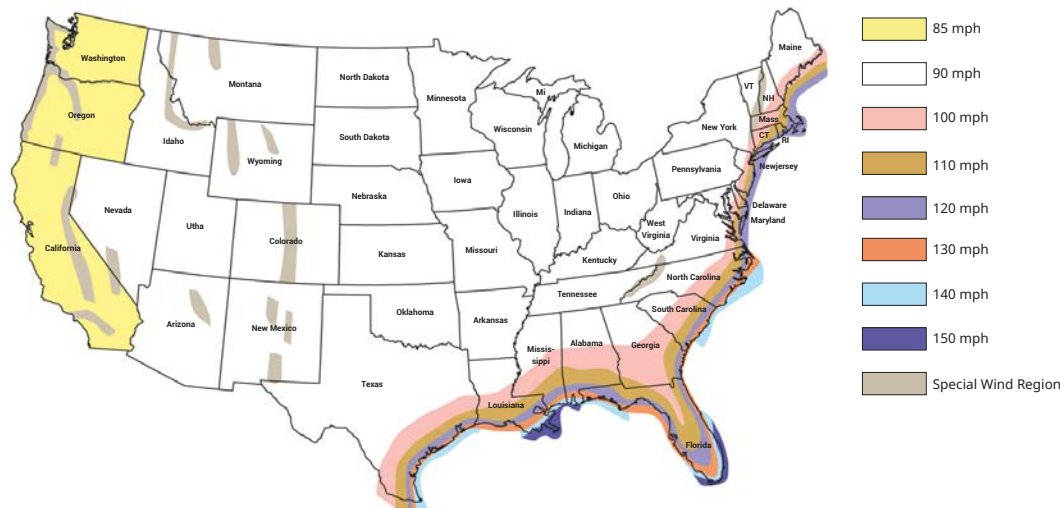 Washington
Oregon
California
Nevada
Idaho
Montana
Wyoming
Utha
Colorado
Arizona
New Mexico
North Dakota
South Dakota
Nebraska
Kansas
Oklahoma
Texas
Minnesota
Iowa
Missouri
Arkansas
Louisiana
Wisconsin
Illinois
Mi
Michigan
Indiana
Ohio
Kentucky
Tennessee
Missis-
sippi
Alabama
Georgia
Florida
South Carolina
North Carolina
Virginia
West
Virginia
Pennsylvania
New York
VT
NH
Maine
Mass
CT
RI
Newjersey
Delaware
Maryland
85 mph
90 mph
100 mph
110 mph
120 mph
130 mph
140 mph
150 mph
Special Wind Region